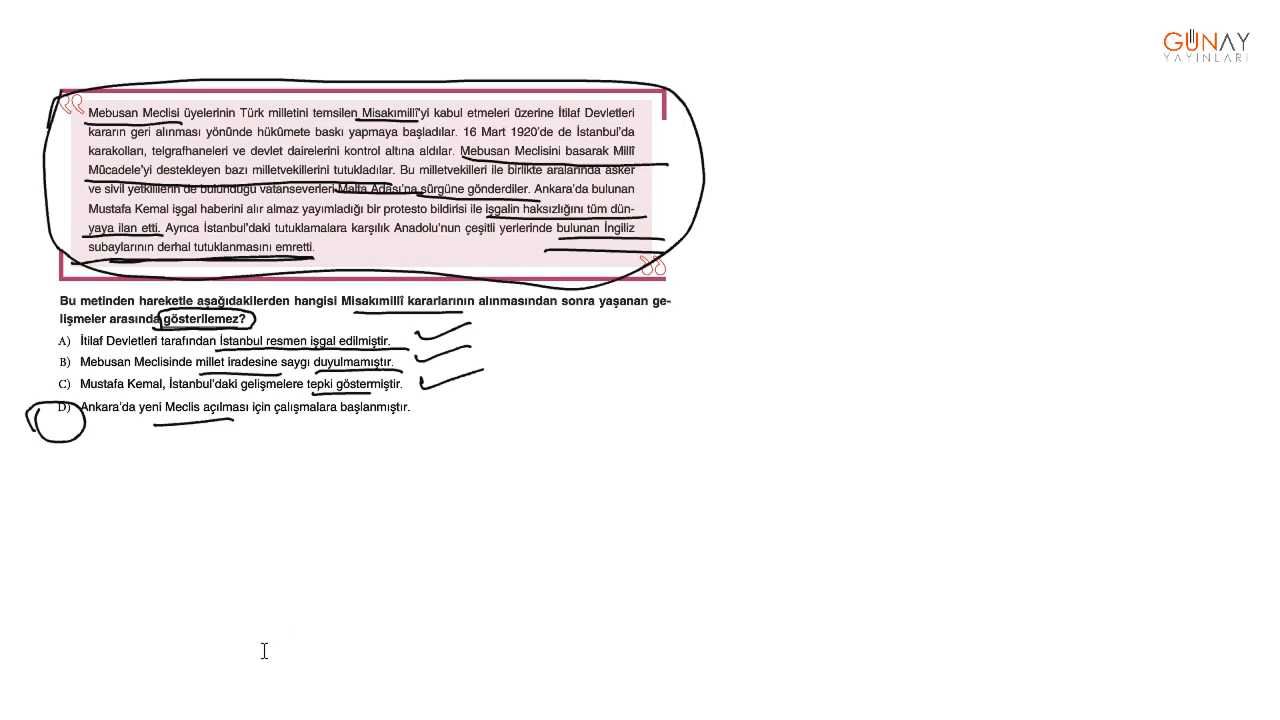 GÜNAY
YAYINLARI
Mebusan Meclisi üyelerinin Türk milletini temsilen Misakımillî'yi kabul etmeleri üzerine İtilaf Devletleri
kararın geri alınması yönünde hükûmete baskı yapmaya başladılar. 16 Mart 1920'de de İstanbul'da
karakolları, telgrafhaneleri ve devlet dairelerini kontrol altına aldılar. Mebusan Meclisini basarak Millî
Mücadele'yi destekleyen bazı milletvekillerini tutukladılar. Bu milletvekilleri ile birlikte aralarında asker
ve sivil yetkililerin de bulunduğu vatanseverleri Malta Adası'na sürgüne gönderdiler. Ankara'da bulunan
Mustafa Kemal işgal haberini alır almaz yayımladığı bir protesto bildirisi ile işgalin haksızlığını tüm dün-
yaya ilan etti. Ayrıca İstanbul'daki tutuklamalara karşılık Anadolu'nun çeşitli yerlerinde bulunan İngiliz
subaylarının derhal tutuklanmasını emretti.
Bu metinden hareketle aşağıdakilerden hangisi Misakımillî kararlarının alınmasından sonra yaşanan ge-
lişmeler arasında gösterilemez?
A) İtilaf Devletleri tarafından İstanbul resmen işgal edilmiştir.
B) Mebusan Meclisinde millet iradesine saygı duyulmamıştır.
C) Mustafa Kemal, İstanbul'daki gelişmelere tepki göstermiştir.
D) Ankara'da yeni Meclis açılması için çalışmalara başlanmıştır.